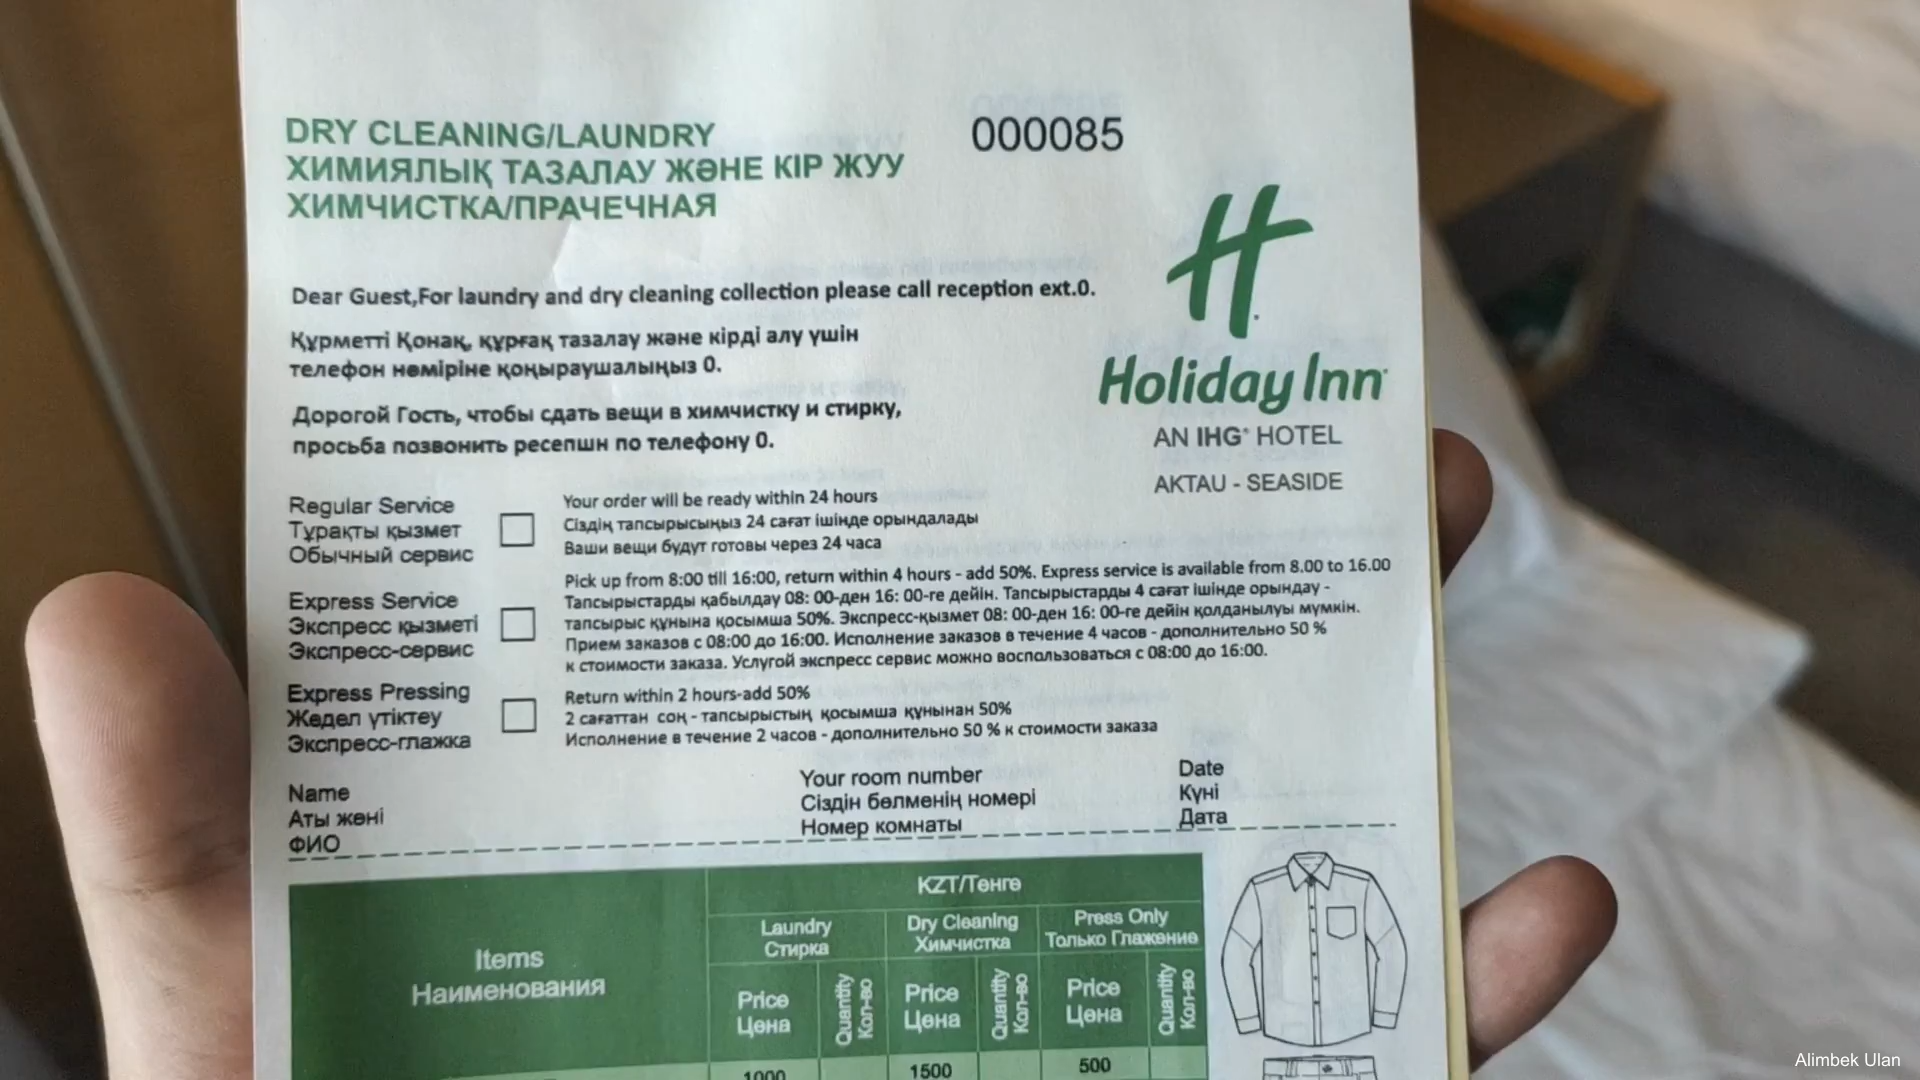 DRY CLEANING/LAUNDRY
ХИМИЯЛЫҚ ТАЗАЛАУ ЖӘНЕ КІР ЖУУ
ХИМЧИСТКА/ПРАЧЕЧНАЯ
000085
Dear Guest,For laundry and dry cleaning collection please call reception ext.0.
Құрметті Қонақ, құрғақ тазалау және кірді алу үшін
телефон нөміріне қоңыраушалыңыз 0.
Дорогой Гость, чтобы сдать вещи в химчистку и стирку,
просьба позвонить ресепшн по телефону 0.
H
Holiday Inn
AN IHG® HOTEL
AKTAU - SEASIDE
Regular Service
Тұрақты қызмет
Обычный сервис
Your order will be ready within 24 hours
Сіздің тапсырысыңыз 24 сағат ішінде орындалады
Ваши вещи будут готовы через 24 часа
Express Service
Экспресс қызметі
Экспресс-сервис
Pick up from 8:00 till 16:00, return within 4 hours - add 50%. Express service is available from 8.00 to 16.00
Тапсырыстарды қабылдау 08: 00-ден 16: 00-ге дейін. Тапсырыстарды 4 сағат ішінде орындау -
тапсырыс құнына қосымша 50%. Экспресс-қызмет 08: 00-ден 16: 00-ге дейін қолданылуы мүмкін.
Прием заказов с 08:00 до 16:00. Исполнение заказов в течение 4 часов - дополнительно 50 %
к стоимости заказа. Услугой экспресс сервис можно воспользоваться с 08:00 до 16:00.
Express Pressing
Жедел үтіктеу
Экспресс-глажка
Return within 2 hours-add 50%
2 сағаттан соң - тапсырыстың қосымша құнынан 50%
Исполнение в течение 2 часов - дополнительно 50 % к стоимости заказа
Name
Аты жөні
ФИО
Your room number
Сіздін бөлменің номері
Номер комнаты
Date
Күні
Дата
Items
Наименования
KZT/Теңге
Laundry
Стирка
Dry Cleaning
Химчистка
Press Only
Только Глажение
Price
Цена
Quantity
Кол-во
Price
Цена
Quantity
Кол-во
Price
Цена
Quantity
Кол-во
1000
1500
500
Alimbek Ulan